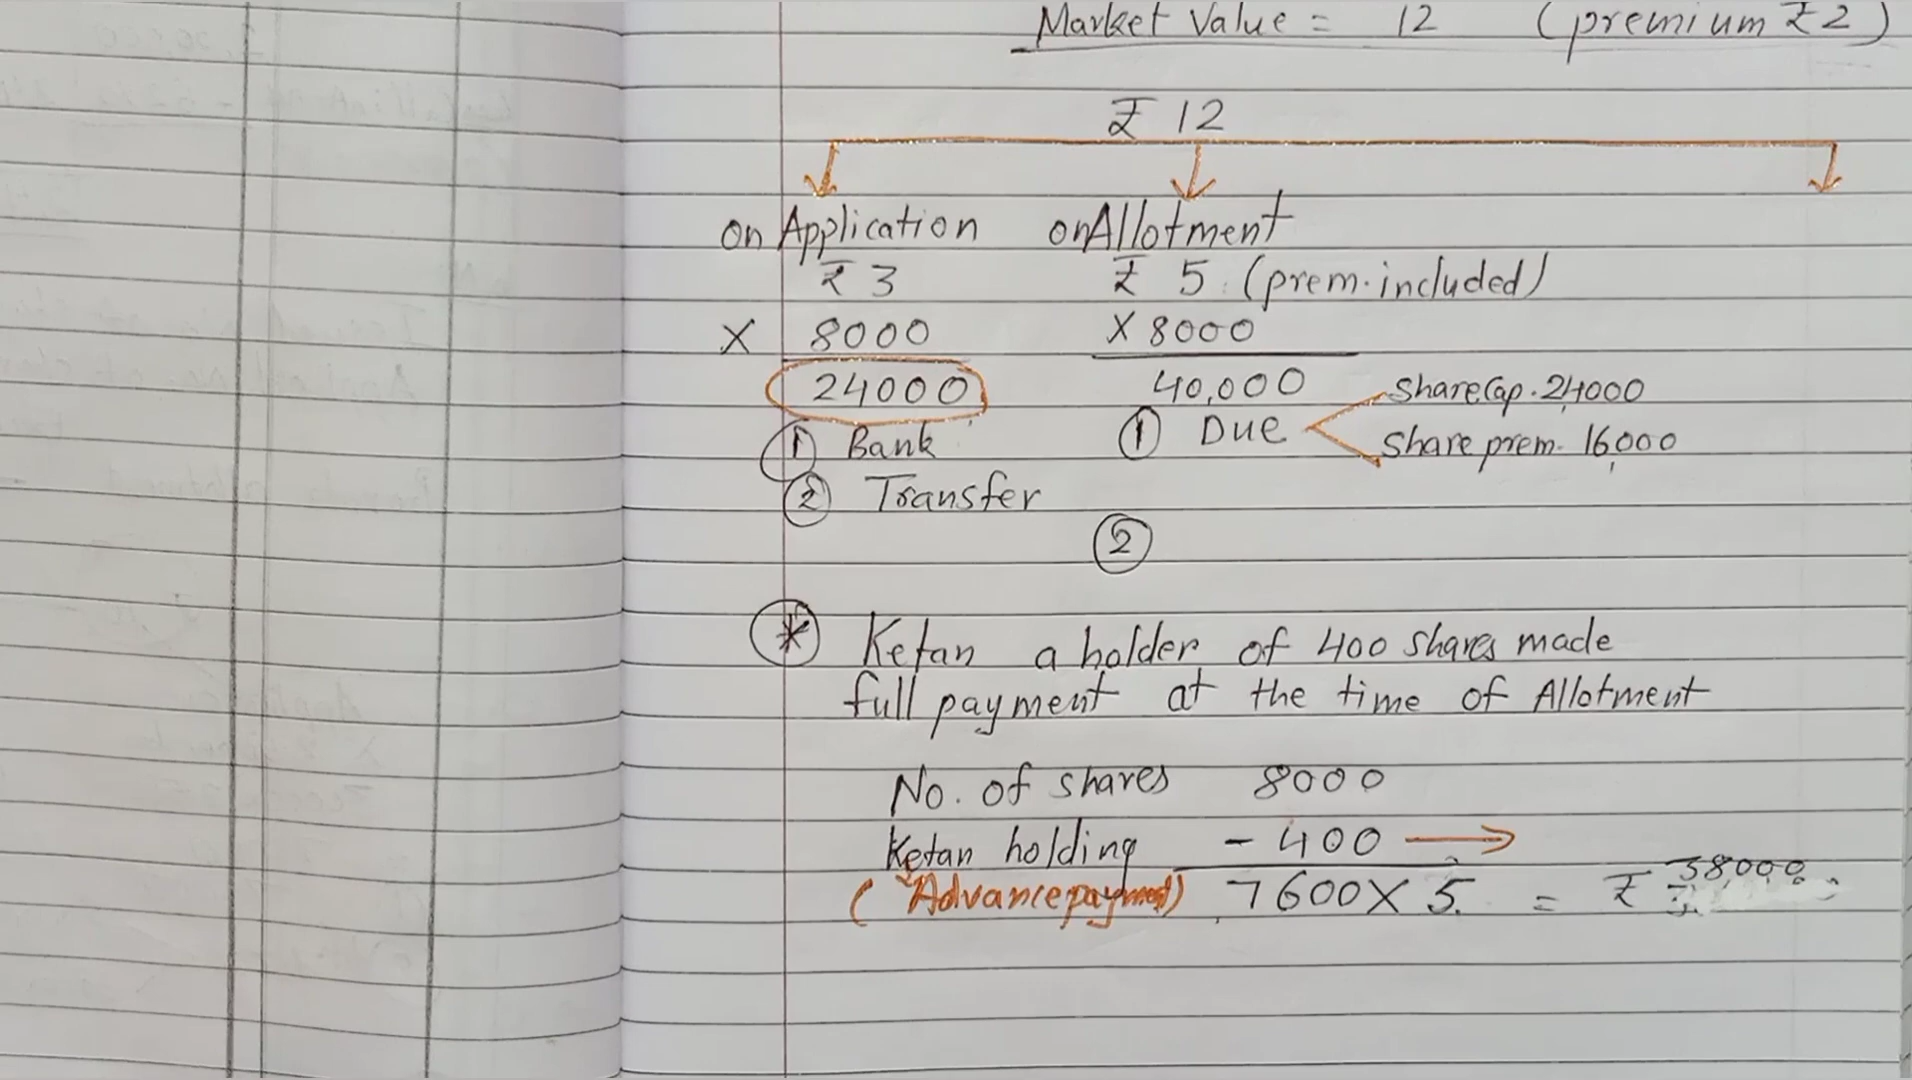 Market Value = 12 (premium ₹2)
₹ 12
on Application on Allotment
₹ 3 ₹ 5 (prem. included)
X 8000 X 8000
24000 40,000 Share Cap. 24000
① Bank ① Due Share prem. 16,000
② Transfer
②
* Ketan a holder of 400 shares made
full payment at the time of Allotment
No. of shares 8000
Ketan holding - 400
(Advance payment) 7600 X 5 = ₹ 38000